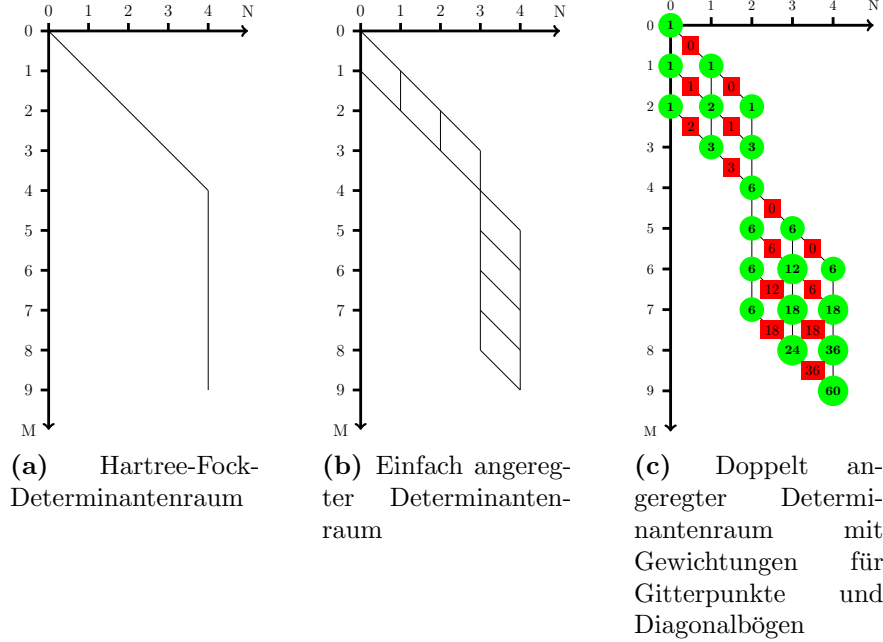 0 1 2 3 4 N
0
1
2
3
4
5
6
7
8
9
M
(a) Hartree-Fock-
Determinantenraum
0 1 2 3 4 N
0
1
2
3
4
5
6
7
8
9
M
(b) Einfach angereg-
ter Determinanten-
raum
0 1 2 3 4 N
0 1
0
1 1 1
1 0
2 1 2 1
2 1
3 3 3
3
4 6
0
5 6 6
6 0
6 6 12 6
12 6
7 6 18 18
18 18
8 24 36
36
9 60
M
(c) Doppelt an-
geregter Determi-
nantenraum mit
Gewichtungen für
Gitterpunkte und
Diagonalbögen